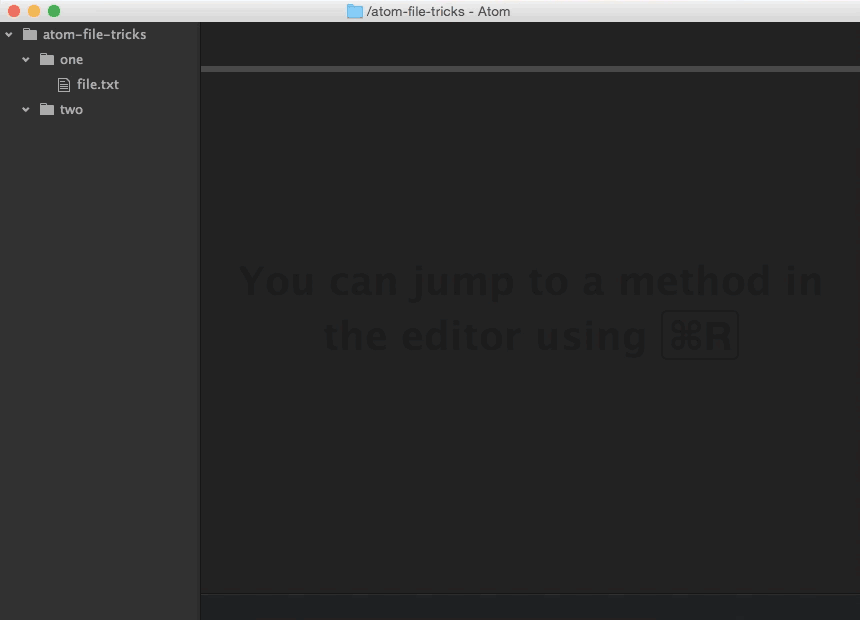 /atom-file-tricks - Atom
atom-file-tricks
one
file.txt
two
You can jump to a method in
the editor using ⌘R